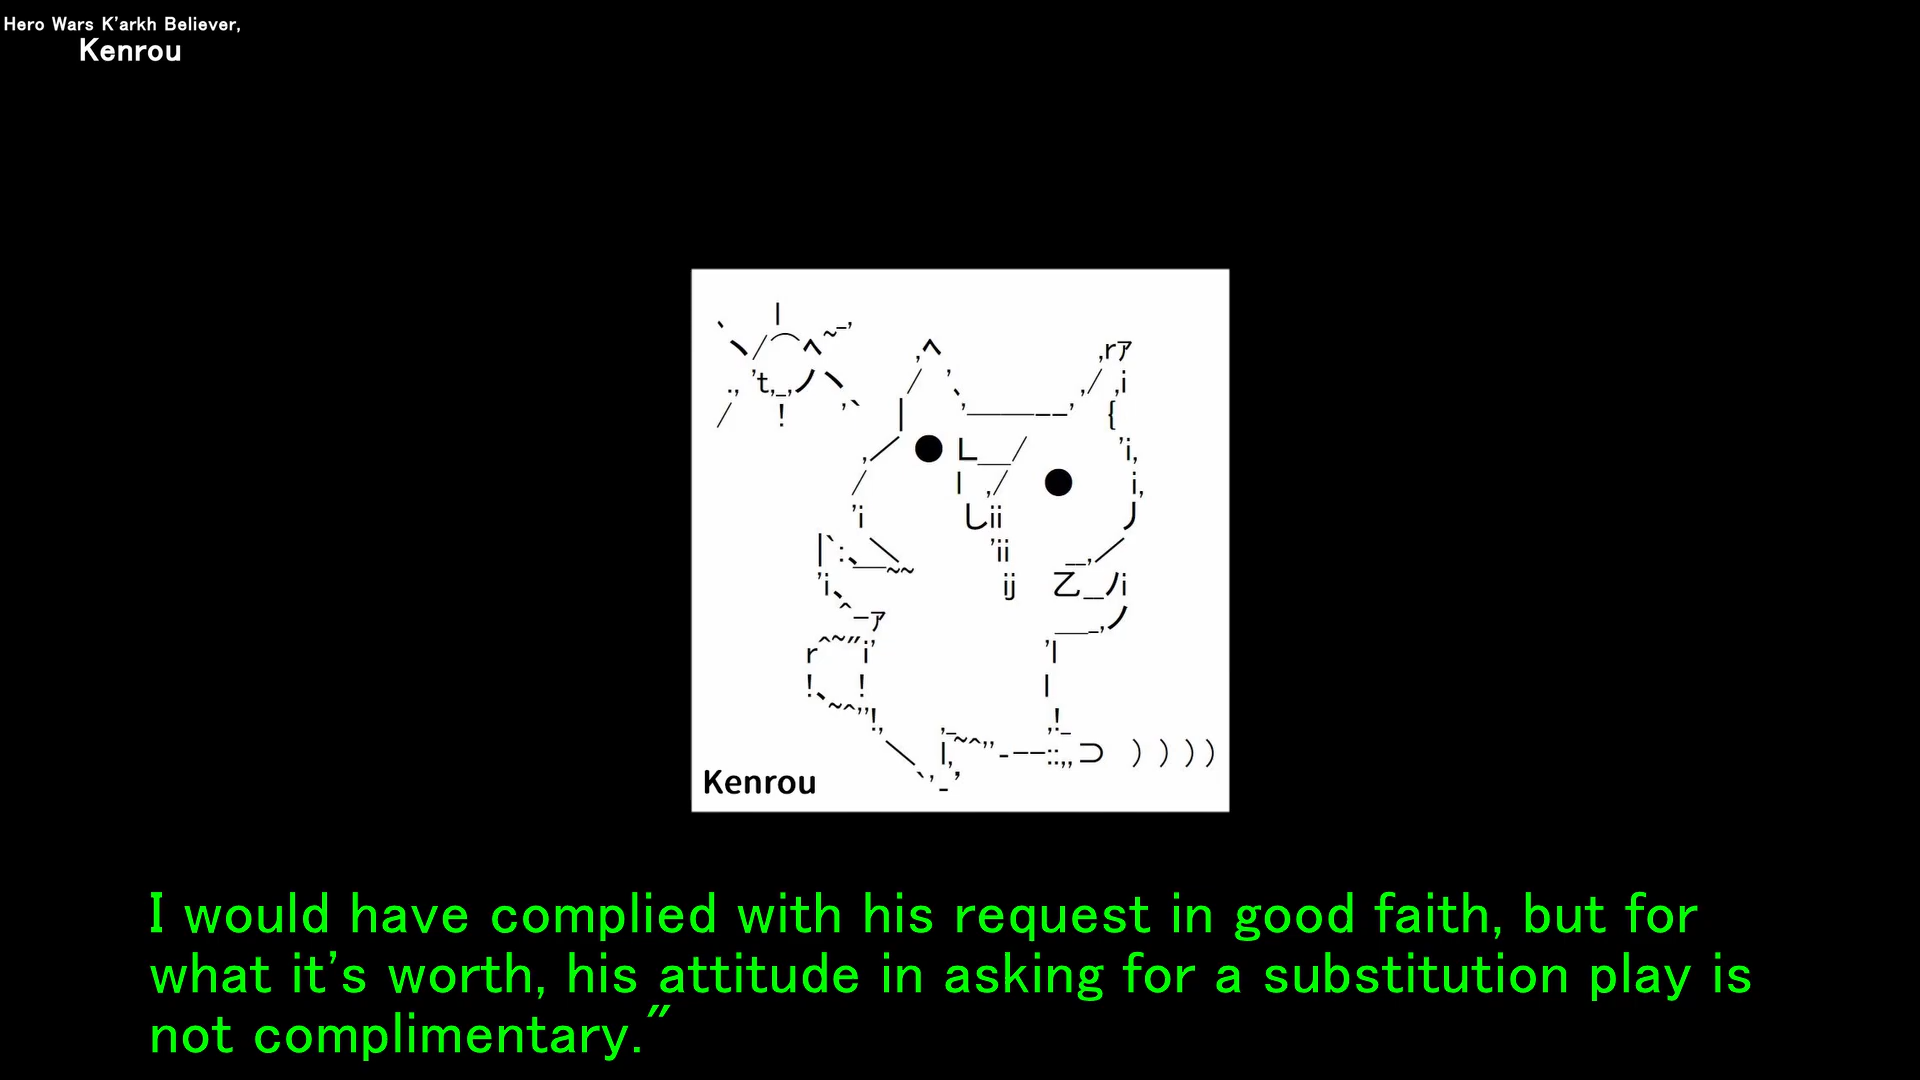 Hero Wars K'arkh Believer,
Kenrou
Kenrou
I would have complied with his request in good faith, but for
what it's worth, his attitude in asking for a substitution play is
not complimentary."